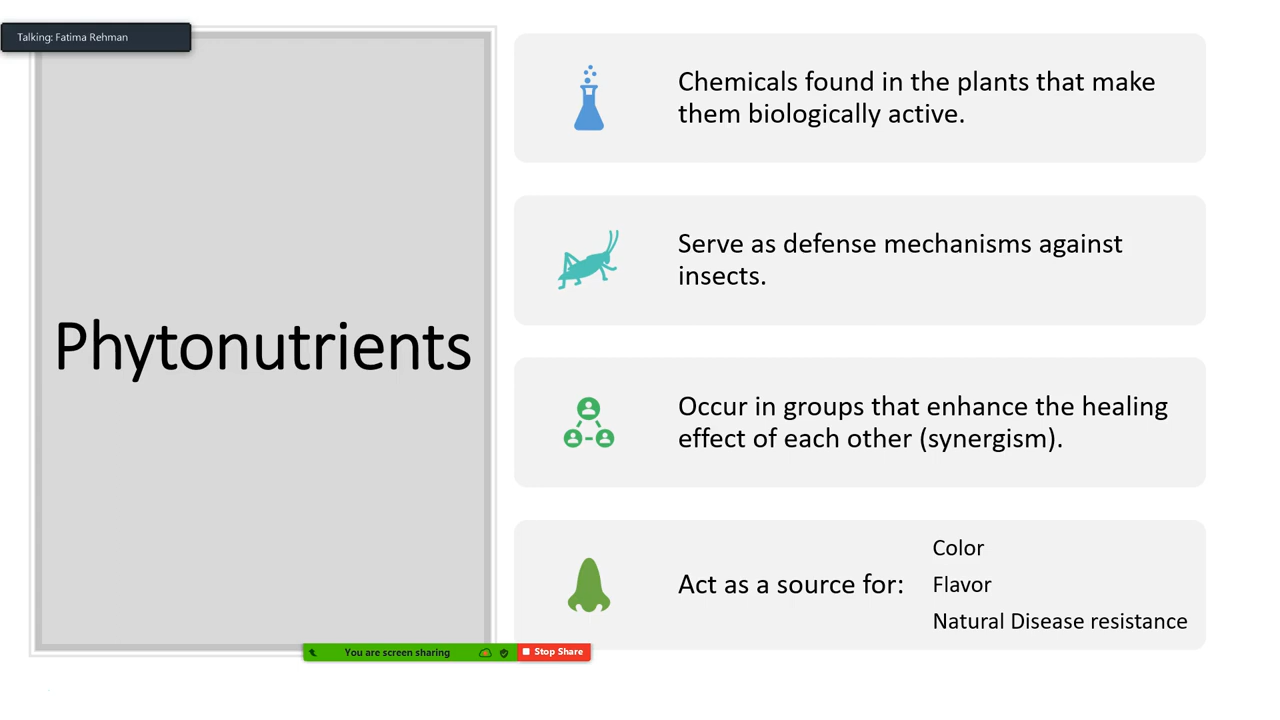 Talking: Fatima Rehman
Phytonutrients
Chemicals found in the plants that make
them biologically active.
Serve as defense mechanisms against
insects.
Occur in groups that enhance the healing
effect of each other (synergism).
Act as a source for:
Color
Flavor
Natural Disease resistance
You are screen sharing
Stop Share